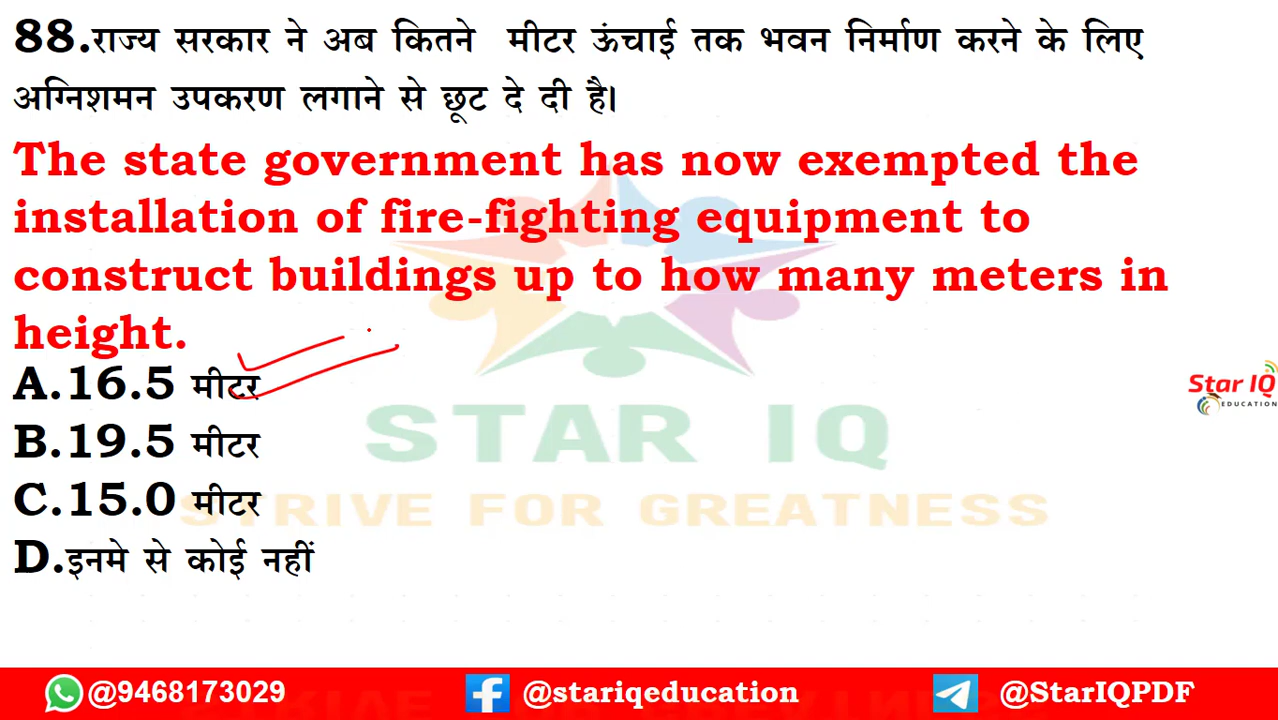 88.राज्य सरकार ने अब कितने मीटर ऊंचाई तक भवन निर्माण करने के लिए
अग्निशमन उपकरण लगाने से छूट दे दी है।
The state government has now exempted the
installation of fire-fighting equipment to
construct buildings up to how many meters in
height.
A.16.5 मीटर
B.19.5 मीटर
C.15.0 मीटर
D.इनमे से कोई नहीं
STAR IQ
STRIVE FOR GREATNESS
Star IQ
EDUCATION
@9468173029 @stariqeducation @StarIQPDF